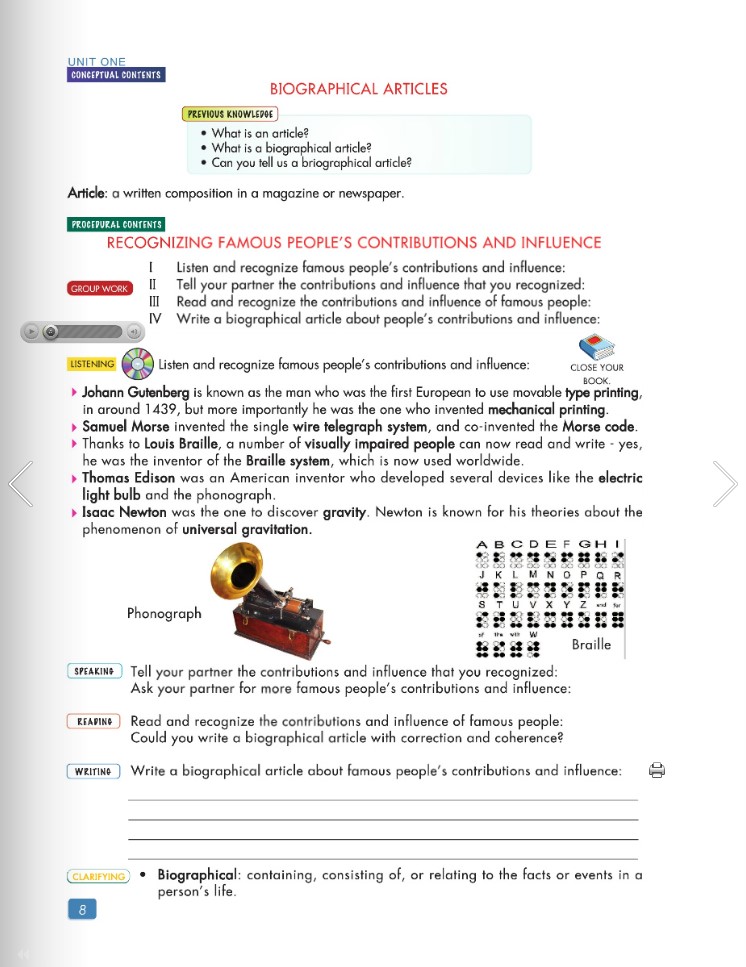 UNIT ONE
CONCEPTUAL CONTENTS
BIOGRAPHICAL ARTICLES
PREVIOUS KNOWLEDGE
• What is an article?
• What is a biographical article?
• Can you tell us a briographical article?
Article: a written composition in a magazine or newspaper.
PROCEDURAL CONTENTS
RECOGNIZING FAMOUS PEOPLE'S CONTRIBUTIONS AND INFLUENCE
GROUP WORK
I Listen and recognize famous people's contributions and influence:
II Tell your partner the contributions and influence that you recognized:
III Read and recognize the contributions and influence of famous people:
IV Write a biographical article about people's contributions and influence:
LISTENING Listen and recognize famous people's contributions and influence:
CLOSE YOUR
BOOK.
Johann Gutenberg is known as the man who was the first European to use movable type printing,
in around 1439, but more importantly he was the one who invented mechanical printing.
Samuel Morse invented the single wire telegraph system, and co-invented the Morse code.
Thanks to Louis Braille, a number of visually impaired people can now read and write - yes,
he was the inventor of the Braille system, which is now used worldwide.
Thomas Edison was an American inventor who developed several devices like the electric
light bulb and the phonograph.
Isaac Newton was the one to discover gravity. Newton is known for his theories about the
phenomenon of universal gravitation.
Phonograph
A B C D E F G H I
J K L M N O P Q R
S T U V X Y Z and for
of the with W
Braille
SPEAKING Tell your partner the contributions and influence that you recognized:
Ask your partner for more famous people's contributions and influence:
READING Read and recognize the contributions and influence of famous people:
Could you write a biographical article with correction and coherence?
WRITING Write a biographical article about famous people's contributions and influence:
CLARIFYING • Biographical: containing, consisting of, or relating to the facts or events in a
person's life.
8